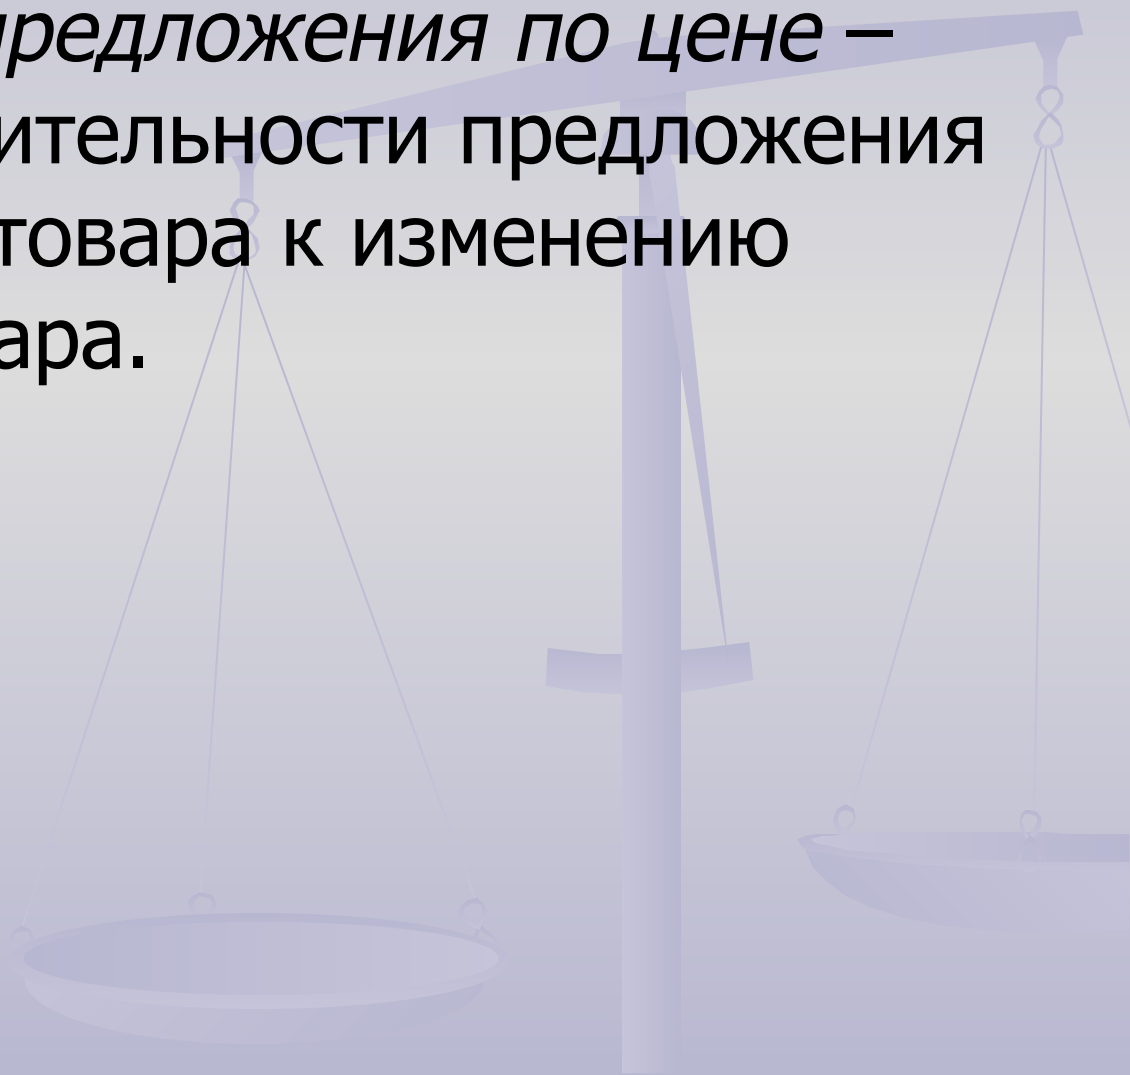 предложения по цене –
ительности предложения
товара к изменению
ара.